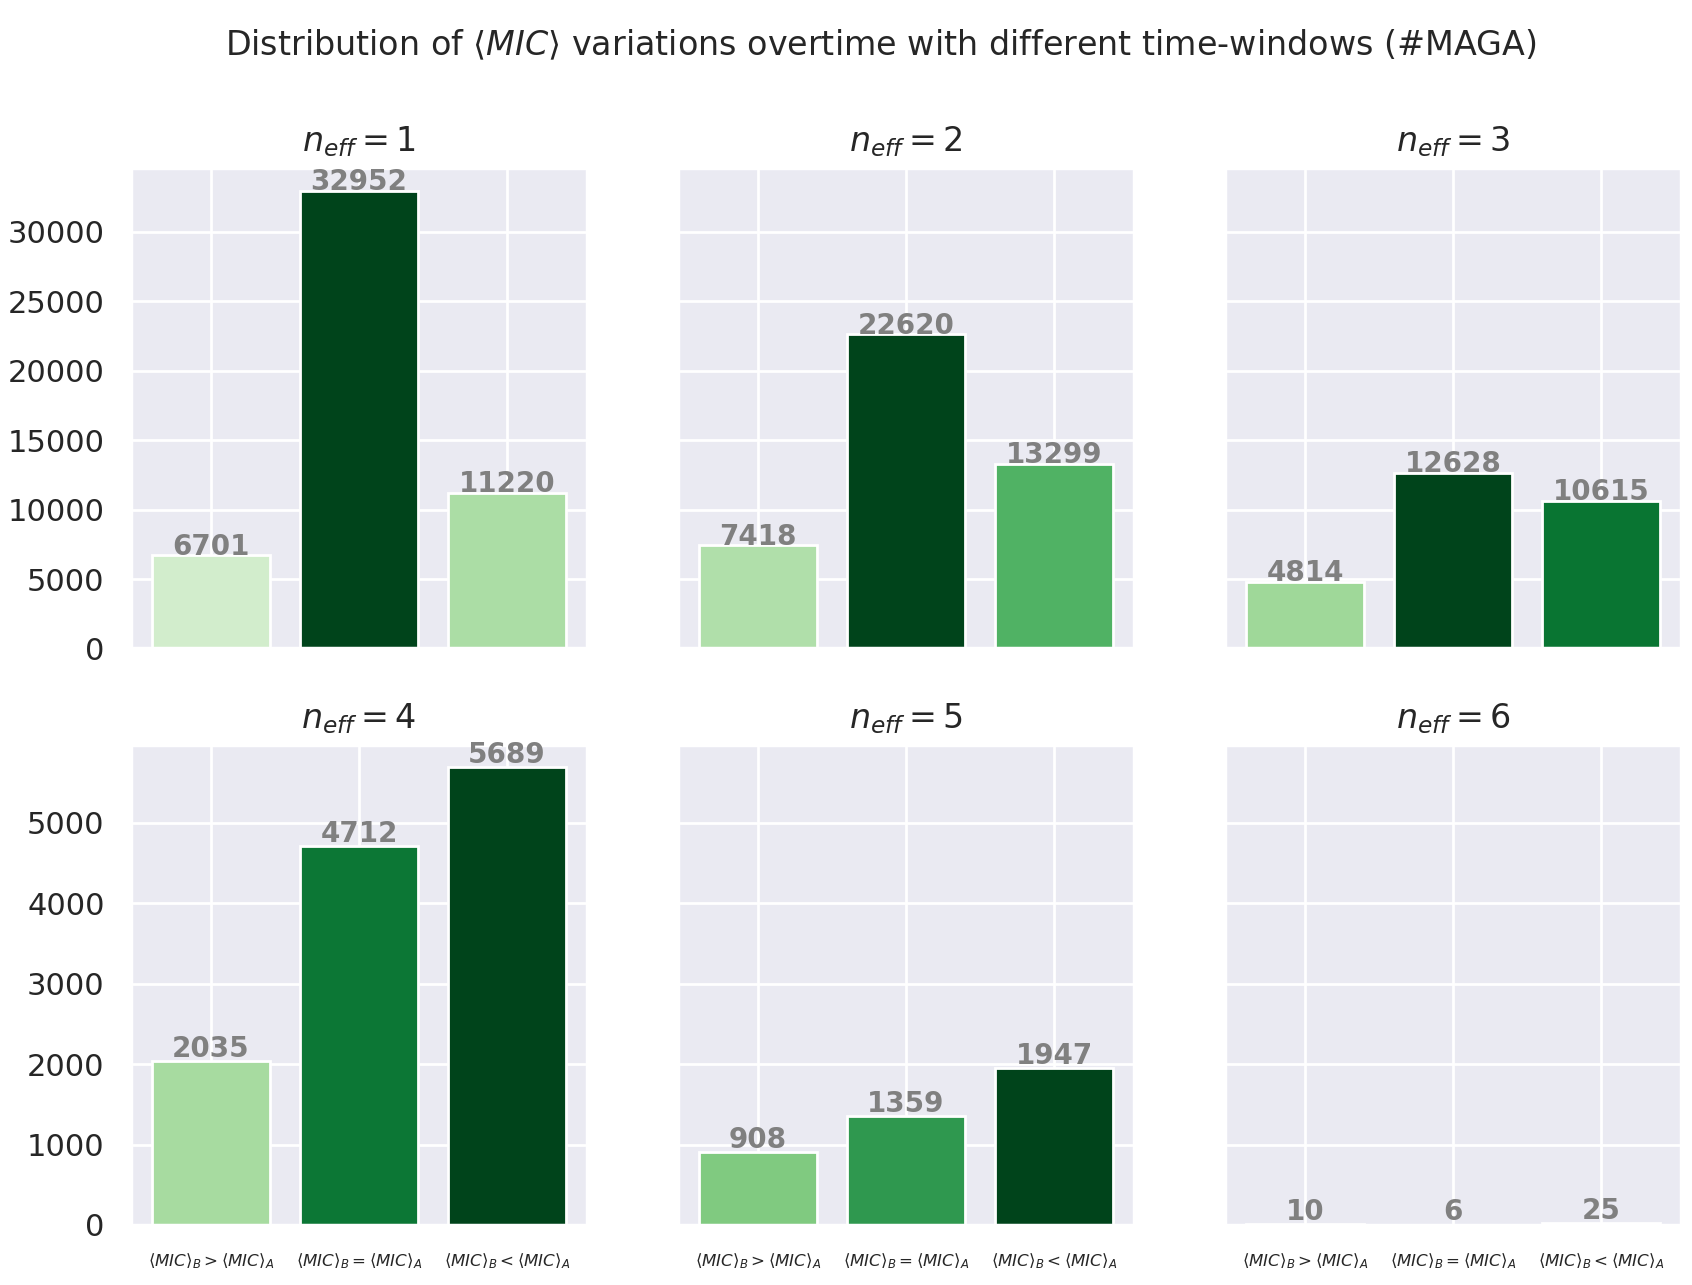 Distribution of ⟨MIC⟩ variations overtime with different time-windows (#MAGA)
n_eff = 1
n_eff = 2
n_eff = 3
30000
25000
20000
15000
10000
5000
0
6701
32952
11220
7418
22620
13299
4814
12628
10615
n_eff = 4
n_eff = 5
n_eff = 6
5000
4000
3000
2000
1000
0
2035
4712
5689
908
1359
1947
10
6
25
⟨MIC⟩_B > ⟨MIC⟩_A
⟨MIC⟩_B = ⟨MIC⟩_A
⟨MIC⟩_B < ⟨MIC⟩_A
⟨MIC⟩_B > ⟨MIC⟩_A
⟨MIC⟩_B = ⟨MIC⟩_A
⟨MIC⟩_B < ⟨MIC⟩_A
⟨MIC⟩_B > ⟨MIC⟩_A
⟨MIC⟩_B = ⟨MIC⟩_A
⟨MIC⟩_B < ⟨MIC⟩_A